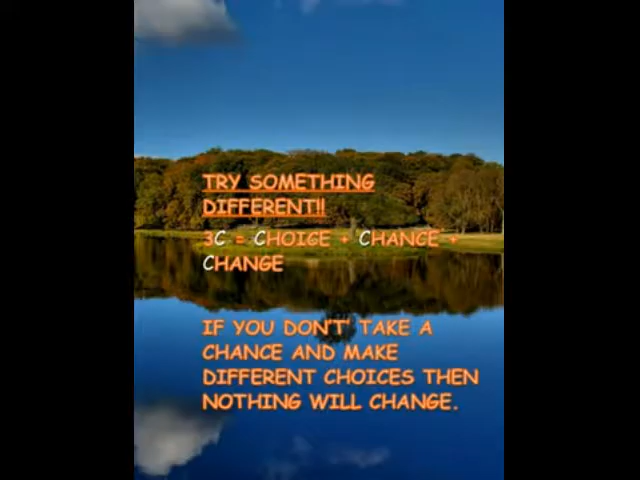 TRY SOMETHING
DIFFERENT!!
3C = CHOICE + CHANCE +
CHANGE
IF YOU DON'T' TAKE A
CHANCE AND MAKE
DIFFERENT CHOICES THEN
NOTHING WILL CHANGE.